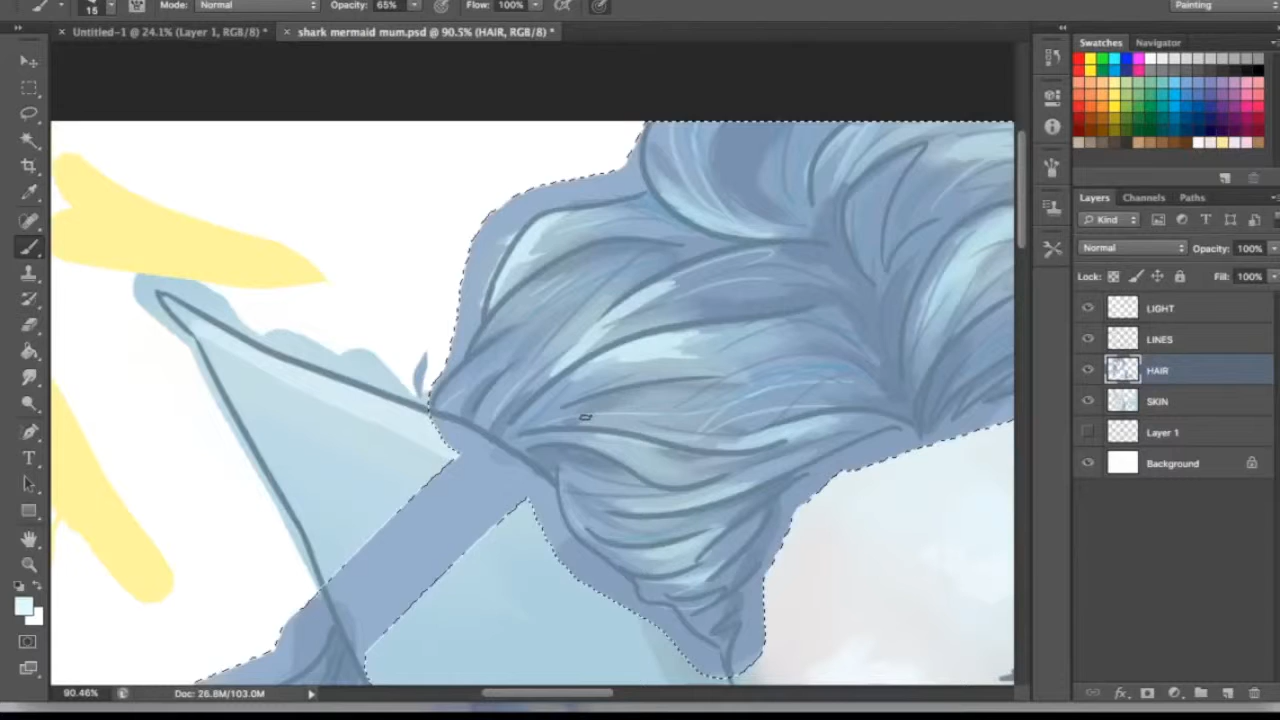 15 Mode: Normal Opacity: 65% Flow: 100% Painting
× Untitled-1 @ 24.1% (Layer 1, RGB/8) * × shark mermaid mum.psd @ 90.5% (HAIR, RGB/8) *
Swatches Navigator
Layers Channels Paths
Kind
Normal Opacity: 100%
Lock: Fill: 100%
LIGHT
LINES
HAIR
SKIN
Layer 1
Background
90.46% Doc: 26.8M/103.0M